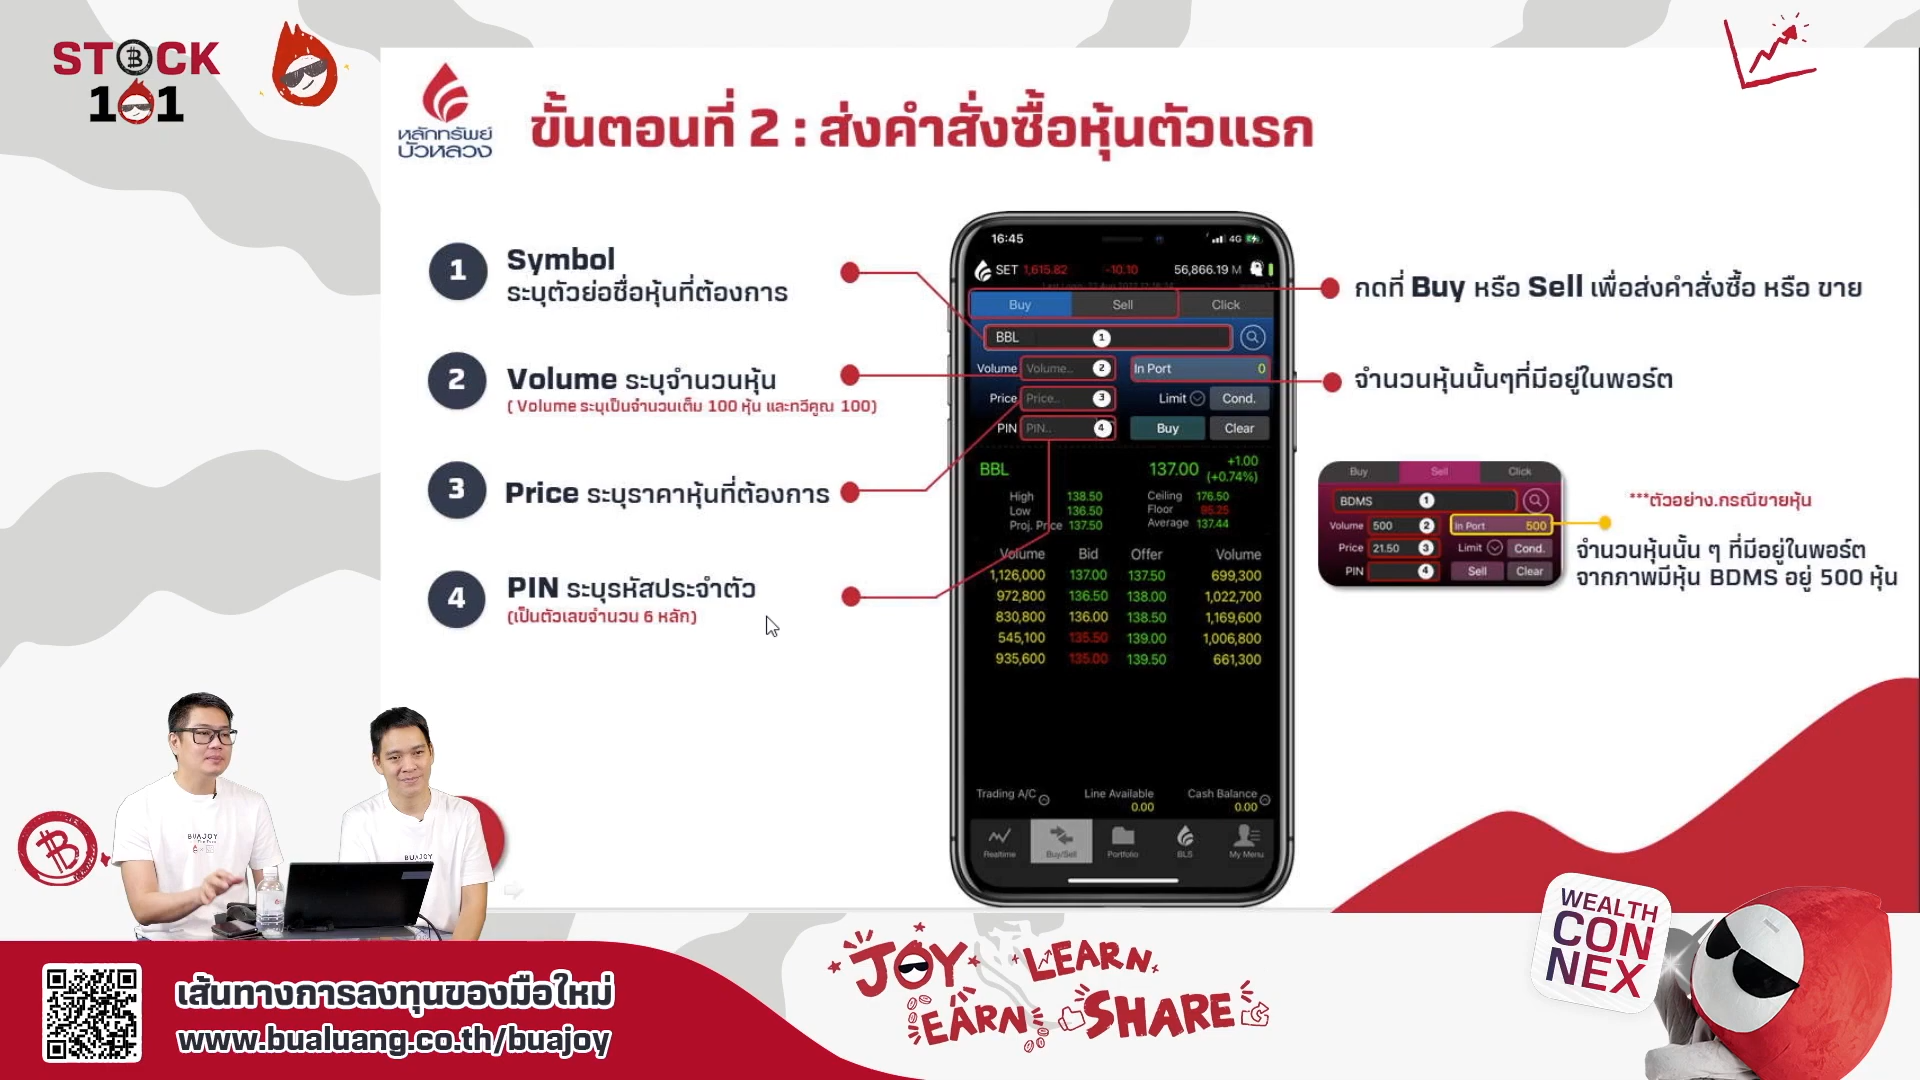 STOCK
101
หลักทรัพย์
บัวหลวง
ขั้นตอนที่ 2 : ส่งคำสั่งซื้อหุ้นตัวแรก
1
Symbol
ระบุตัวย่อชื่อหุ้นที่ต้องการ
2
Volume ระบุจำนวนหุ้น
( Volume ระบุเป็นจำนวนเต็ม 100 หุ้น และทวีคูณ 100)
3
Price ระบุราคาหุ้นที่ต้องการ
4
PIN ระบุรหัสประจำตัว
(เป็นตัวเลขจำนวน 6 หลัก)
16:45 4G
SET 1,615.82 -10.10 56,866.19 M
Buy Sell Click
BBL 1
Volume Volume.. 2 In Port 0
Price Price.. 3 Limit Cond.
PIN PIN.. 4 Buy Clear
BBL 137.00 +1.00
(+0.74%)
High 138.50 Ceiling 176.50
Low 136.50 Floor 95.25
Proj. Price 137.50 Average 137.44
Volume Bid Offer Volume
1,126,000 137.00 137.50 699,300
972,800 136.50 138.00 1,022,700
830,800 136.00 138.50 1,169,600
545,100 135.50 139.00 1,006,800
935,600 135.00 139.50 661,300
Trading A/C Line Available Cash Balance
0.00 0.00
Realtime Buy/Sell Portfolio BLS My Menu
กดที่ Buy หรือ Sell เพื่อส่งคำสั่งซื้อ หรือ ขาย
จำนวนหุ้นนั้นๆที่มีอยู่ในพอร์ต
Buy Sell Click
BDMS 1
Volume 500 2 In Port 500
Price 21.50 3 Limit Cond.
PIN 4 Sell Clear
***ตัวอย่าง.กรณีขายหุ้น
จำนวนหุ้นนั้น ๆ ที่มีอยู่ในพอร์ต
จากภาพมีหุ้น BDMS อยู่ 500 หุ้น
BUAJOY
BUAJOY
เส้นทางการลงทุนของมือใหม่
www.bualuang.co.th/buajoy
JOY LEARN
EARN SHARE
WEALTH
CON
NEX